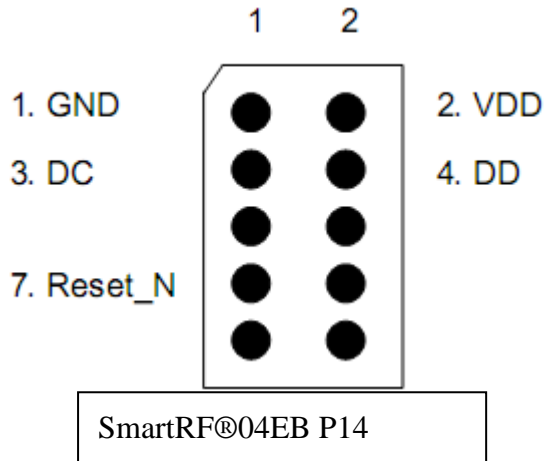 1 2
1. GND 2. VDD
3. DC 4. DD
7. Reset_N
SmartRF®04EB P14